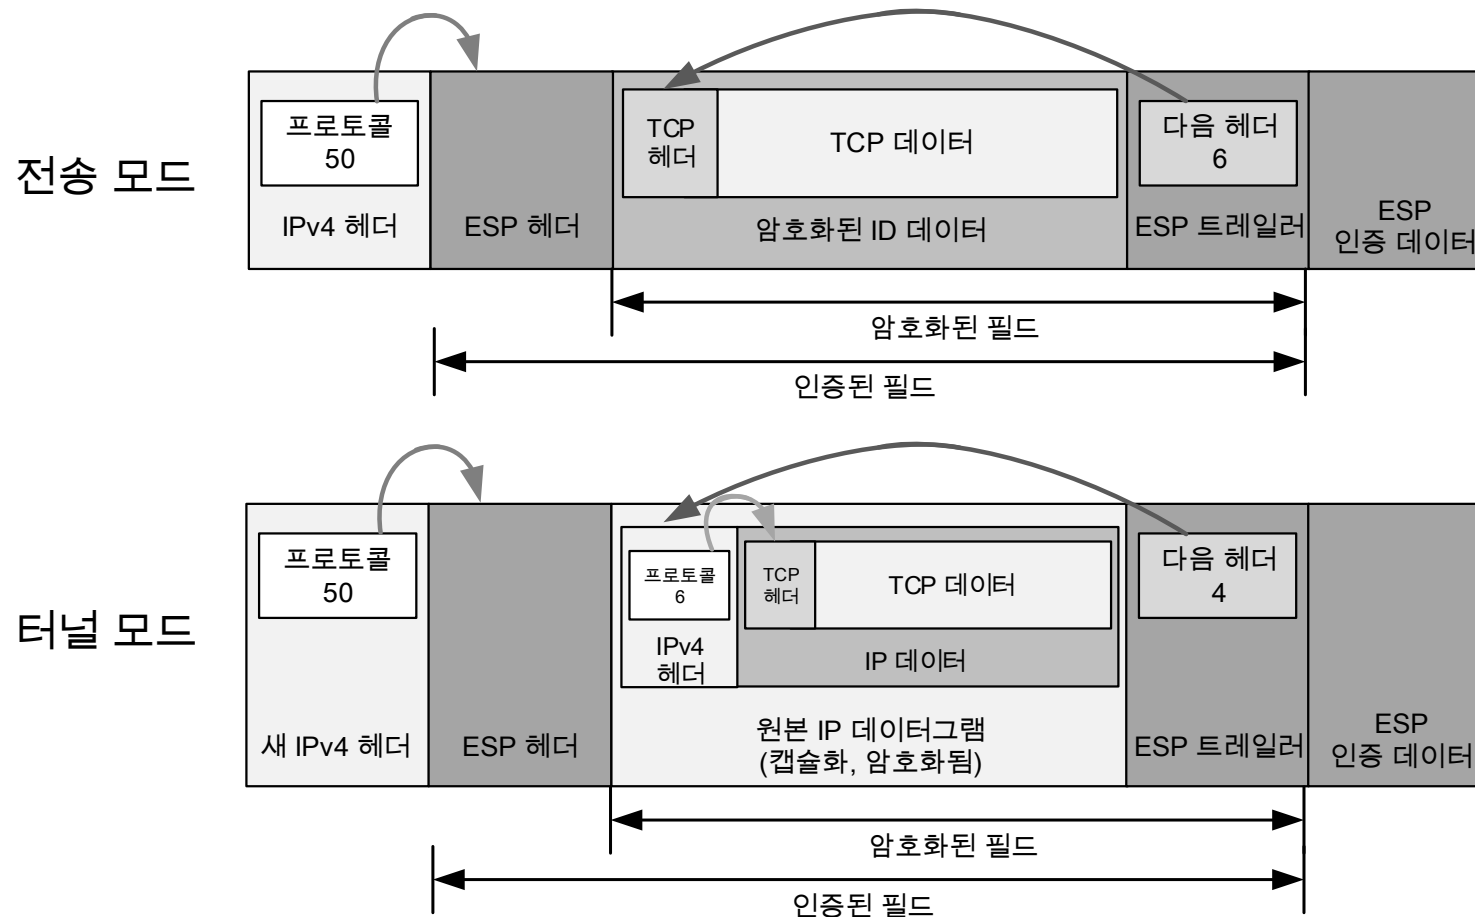 전송 모드
프로토콜
50
IPv4 헤더
ESP 헤더
TCP
헤더
TCP 데이터
암호화된 ID 데이터
다음 헤더
6
ESP 트레일러
ESP
인증 데이터
암호화된 필드
인증된 필드
터널 모드
프로토콜
50
새 IPv4 헤더
ESP 헤더
프로토콜
6
IPv4
헤더
TCP
헤더
TCP 데이터
IP 데이터
원본 IP 데이터그램
(캡슐화, 암호화됨)
다음 헤더
4
ESP 트레일러
ESP
인증 데이터
암호화된 필드
인증된 필드